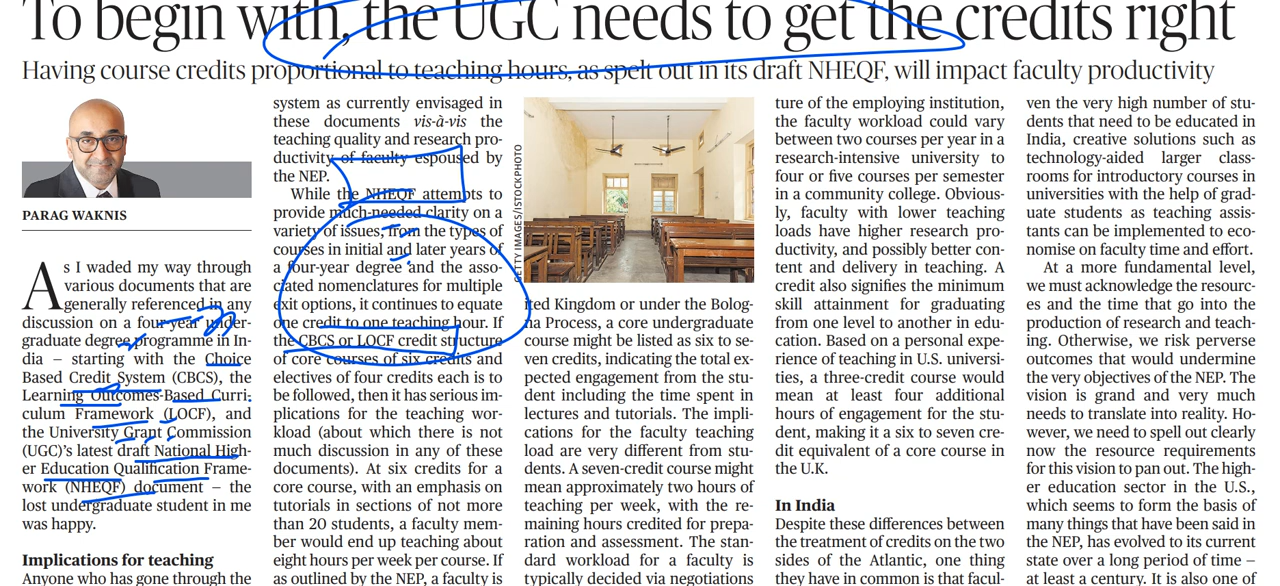 To begin with, the UGC needs to get the credits right
Having course credits proportional to teaching hours, as spelt out in its draft NHEQF, will impact faculty productivity
PARAG WAKNIS
As I waded my way through
various documents that are
generally referenced in any
discussion on a four-year under-
graduate degree programme in In-
dia – starting with the Choice
Based Credit System (CBCS), the
Learning Outcomes-Based Curri-
culum Framework (LOCF), and
the University Grant Commission
(UGC)'s latest draft National High-
er Education Qualification Frame-
work (NHEQF) document – the
lost undergraduate student in me
was happy.
Implications for teaching
Anyone who has gone through the
system as currently envisaged in
these documents vis-à-vis the
teaching quality and research pro-
ductivity of faculty espoused by
the NEP.
While the NHEQF attempts to
provide much-needed clarity on a
variety of issues, from the types of
courses in initial and later years of
a four-year degree and the asso-
ciated nomenclatures for multiple
exit options, it continues to equate
one credit to one teaching hour. If
the CBCS or LOCF credit structure
of core courses of six credits and
electives of four credits each is to
be followed, then it has serious im-
plications for the teaching wor-
kload (about which there is not
much discussion in any of these
documents). At six credits for a
core course, with an emphasis on
tutorials in sections of not more
than 20 students, a faculty mem-
ber would end up teaching about
eight hours per week per course. If
as outlined by the NEP, a faculty is
GETTY IMAGES/ISTOCKPHOTO
ited Kingdom or under the Bolog-
na Process, a core undergraduate
course might be listed as six to se-
ven credits, indicating the total ex-
pected engagement from the stu-
dent including the time spent in
lectures and tutorials. The impli-
cations for the faculty teaching
load are very different from stu-
dents. A seven-credit course might
mean approximately two hours of
teaching per week, with the re-
maining hours credited for prepa-
ration and assessment. The stan-
dard workload for a faculty is
typically decided via negotiations
ture of the employing institution,
the faculty workload could vary
between two courses per year in a
research-intensive university to
four or five courses per semester
in a community college. Obvious-
ly, faculty with lower teaching
loads have higher research pro-
ductivity, and possibly better con-
tent and delivery in teaching. A
credit also signifies the minimum
skill attainment for graduating
from one level to another in edu-
cation. Based on a personal expe-
rience of teaching in U.S. universi-
ties, a three-credit course would
mean at least four additional
hours of engagement for the stu-
dent, making it a six to seven cre-
dit equivalent of a core course in
the U.K.
In India
Despite these differences between
the treatment of credits on the two
sides of the Atlantic, one thing
they have in common is that facul-
ven the very high number of stu-
dents that need to be educated in
India, creative solutions such as
technology-aided larger class-
rooms for introductory courses in
universities with the help of grad-
uate students as teaching assis-
tants can be implemented to eco-
nomise on faculty time and effort.
At a more fundamental level,
we must acknowledge the resourc-
es and the time that go into the
production of research and teach-
ing. Otherwise, we risk perverse
outcomes that would undermine
the very objectives of the NEP. The
vision is grand and very much
needs to translate into reality. Ho-
wever, we need to spell out clearly
now the resource requirements
for this vision to pan out. The high-
er education sector in the U.S.,
which seems to form the basis of
many things that have been said in
the NEP, has evolved to its current
state over a long period of time –
at least a century. It is also one of